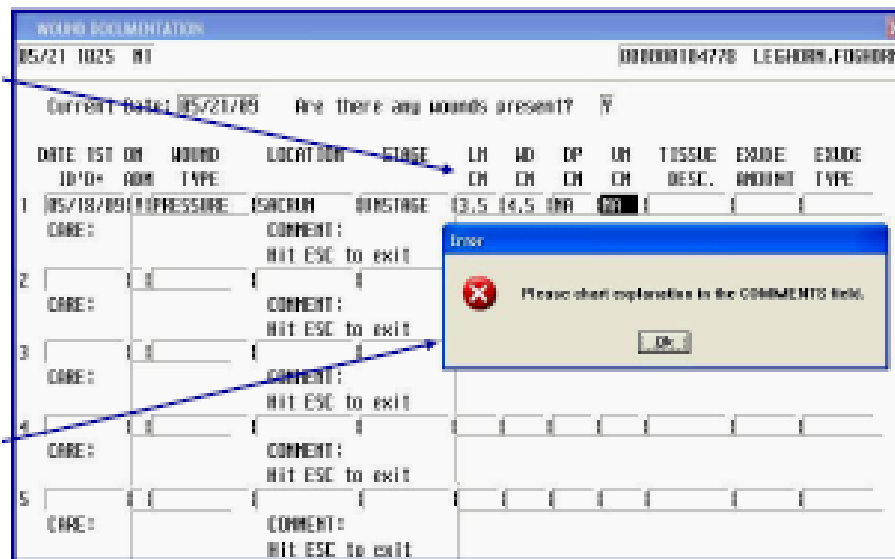 WOUND DOCUMENTATION
05/21 1025 N1 LEGHORN,FOGHORN
Current Date: 05/21/09 Are there any wounds present? Y
DATE 1ST ON WOUND LOCATION STAGE LN WD DP UM TISSUE EXUDE EXUDE
ID'D* ADM TYPE CM CM CM CM DESC. AMOUNT TYPE
1 05/18/09 N PRESSURE SACRUM UNSTAGE 3.5 4.5 NA NA
CARE: COMMENT:
Hit ESC to exit
Error
Please chart explanation in the COMMENTS field.
Ok
2
CARE: COMMENT:
Hit ESC to exit
3
CARE: COMMENT:
Hit ESC to exit
4
CARE: COMMENT:
Hit ESC to exit
5
CARE: COMMENT:
Hit ESC to exit